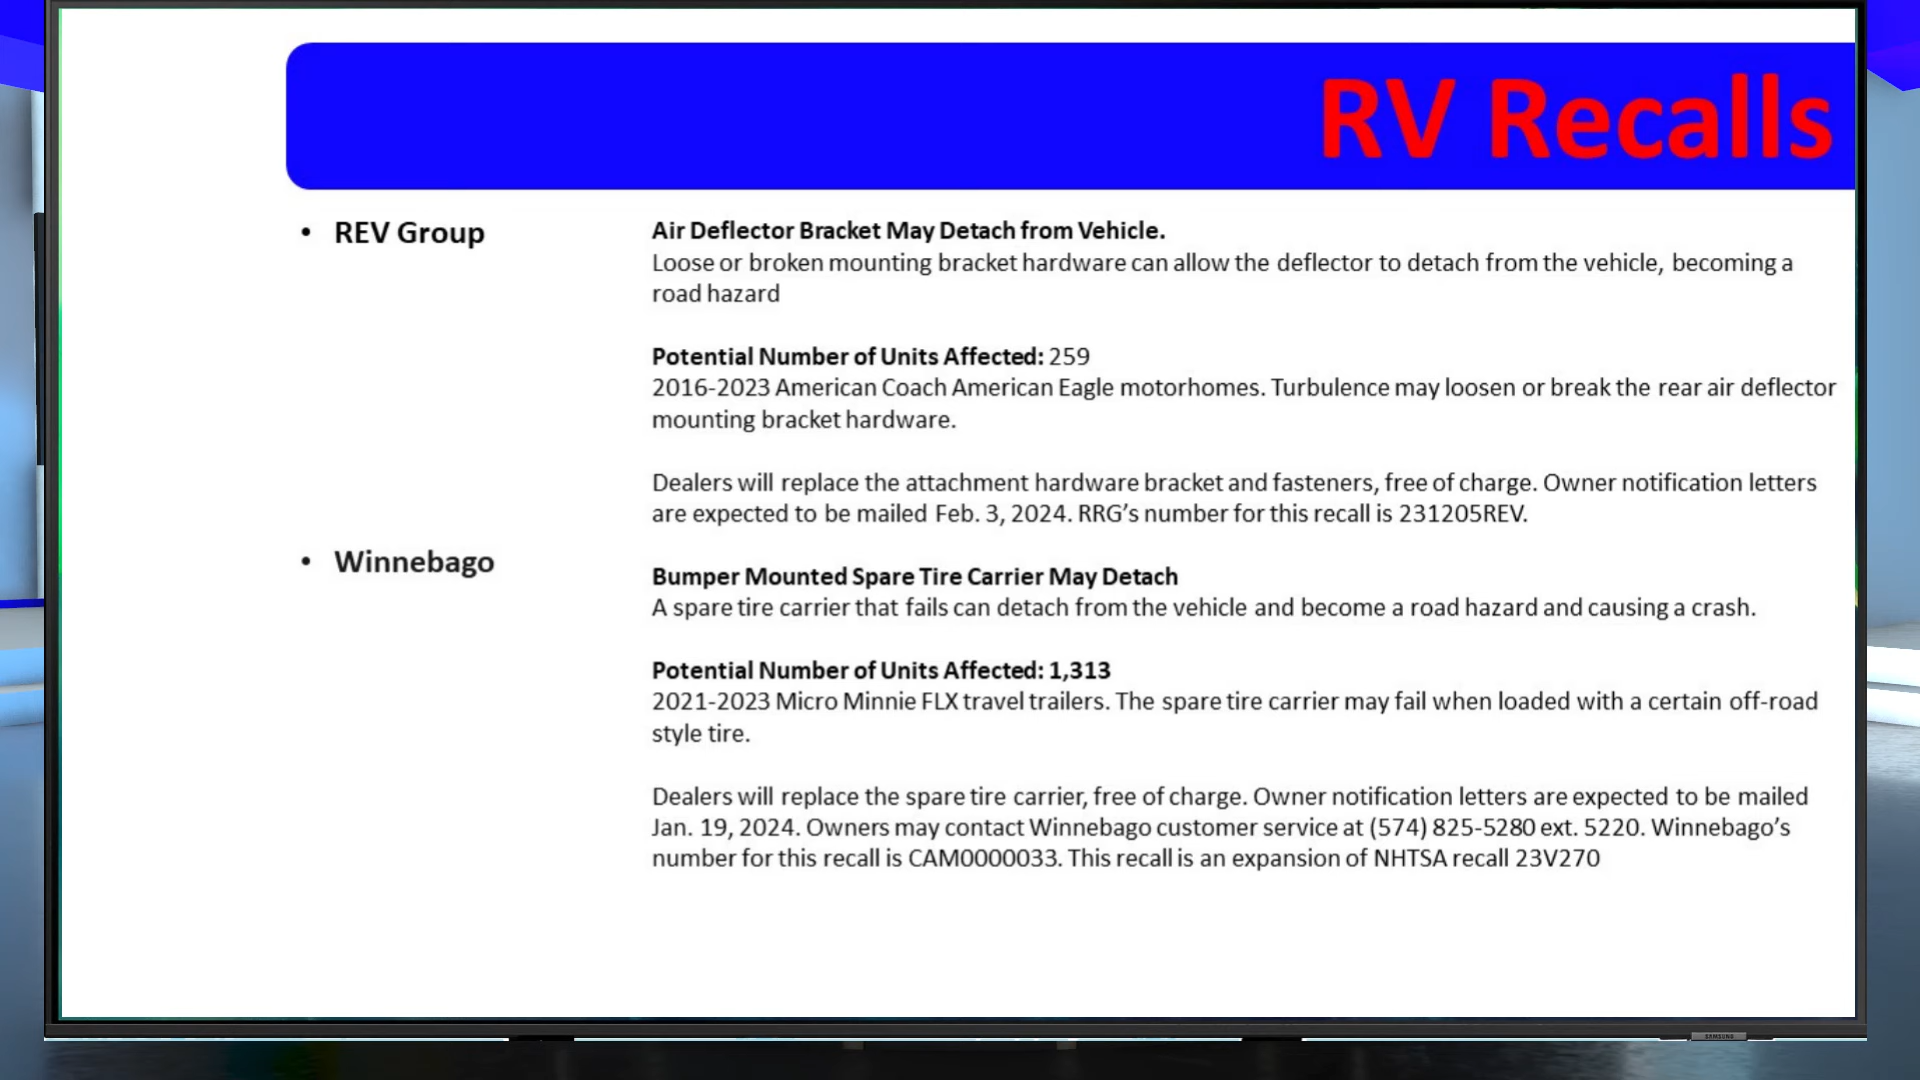 RV Recalls
• REV Group
Air Deflector Bracket May Detach from Vehicle.
Loose or broken mounting bracket hardware can allow the deflector to detach from the vehicle, becoming a
road hazard
Potential Number of Units Affected: 259
2016-2023 American Coach American Eagle motorhomes. Turbulence may loosen or break the rear air deflector
mounting bracket hardware.
Dealers will replace the attachment hardware bracket and fasteners, free of charge. Owner notification letters
are expected to be mailed Feb. 3, 2024. RRG’s number for this recall is 231205REV.
• Winnebago
Bumper Mounted Spare Tire Carrier May Detach
A spare tire carrier that fails can detach from the vehicle and become a road hazard and causing a crash.
Potential Number of Units Affected: 1,313
2021-2023 Micro Minnie FLX travel trailers. The spare tire carrier may fail when loaded with a certain off-road
style tire.
Dealers will replace the spare tire carrier, free of charge. Owner notification letters are expected to be mailed
Jan. 19, 2024. Owners may contact Winnebago customer service at (574) 825-5280 ext. 5220. Winnebago’s
number for this recall is CAM0000033. This recall is an expansion of NHTSA recall 23V270
SAMSUNG